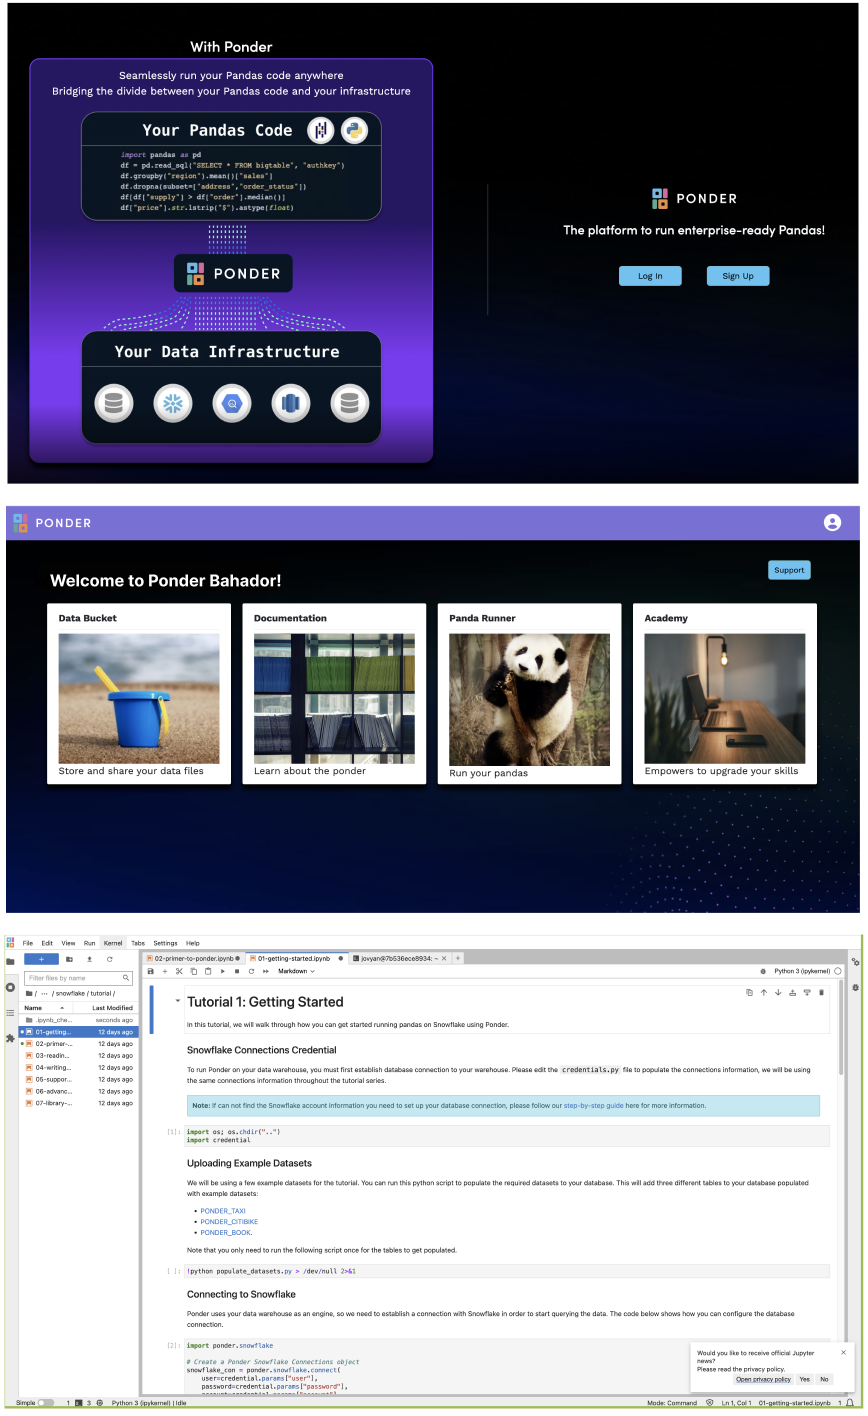 With Ponder
Seamlessly run your Pandas code anywhere
Bridging the divide between your Pandas code and your infrastructure
Your Pandas Code
import pandas as pd
df = pd.read_sql("SELECT * FROM bigtable", "authkey")
df.groupby("region").mean()["sales"]
df.dropna(subset=["address","order_status"])
df[df["supply"] > df["order"].median()]
df["price"].str.lstrip("$").astype(float)
PONDER
Your Data Infrastructure
PONDER
The platform to run enterprise-ready Pandas!
Log In
Sign Up
PONDER
Welcome to Ponder Bahador!
Support
Data Bucket
Store and share your data files
Documentation
Learn about the ponder
Panda Runner
Run your pandas
Academy
Empowers to upgrade your skills
File Edit View Run Kernel Tabs Settings Help
Filter files by name
/ ··· / snowflake / tutorial /
Name Last Modified
.ipynb_che... seconds ago
01-getting... 12 days ago
02-primer-... 12 days ago
03-readin... 12 days ago
04-writing... 12 days ago
05-suppor... 12 days ago
06-advanc... 12 days ago
07-library-... 12 days ago
02-primer-to-ponder.ipynb
01-getting-started.ipynb
jovyan@7b536ece8934: ~
Markdown
Python 3 (ipykernel)
Tutorial 1: Getting Started
In this tutorial, we will walk through how you can get started running pandas on Snowflake using Ponder.
Snowflake Connections Credential
To run Ponder on your data warehouse, you must first establish database connection to your warehouse. Please edit the credentials.py file to populate the connections information, we will be using
the same connections information throughout the tutorial series.
Note: If can not find the Snowflake account information you need to set up your database connection, please follow our step-by-step guide here for more information.
[1]: import os; os.chdir("..")
import credential
Uploading Example Datasets
We will be using a few example datasets for the tutorial. You can run this python script to populate the required datasets to your database. This will add three different tables to your database populated
with example datasets:
• PONDER_TAXI
• PONDER_CITIBIKE
• PONDER_BOOK.
Note that you only need to run the following script once for the tables to get populated.
[ ]: !python populate_datasets.py > /dev/null 2>&1
Connecting to Snowflake
Ponder uses your data warehouse as an engine, so we need to establish a connection with Snowflake in order to start querying the data. The code below shows how you can configure the database
connection.
[2]: import ponder.snowflake
# Create a Ponder Snowflake Connections object
snowflake_con = ponder.snowflake.connect(
user=credential.params["user"],
password=credential.params["password"],
Would you like to receive official Jupyter
news?
Please read the privacy policy.
Open privacy policy Yes No
Simple 1 3 Python 3 (ipykernel) | Idle
Mode: Command Ln 1, Col 1 01-getting-started.ipynb 1